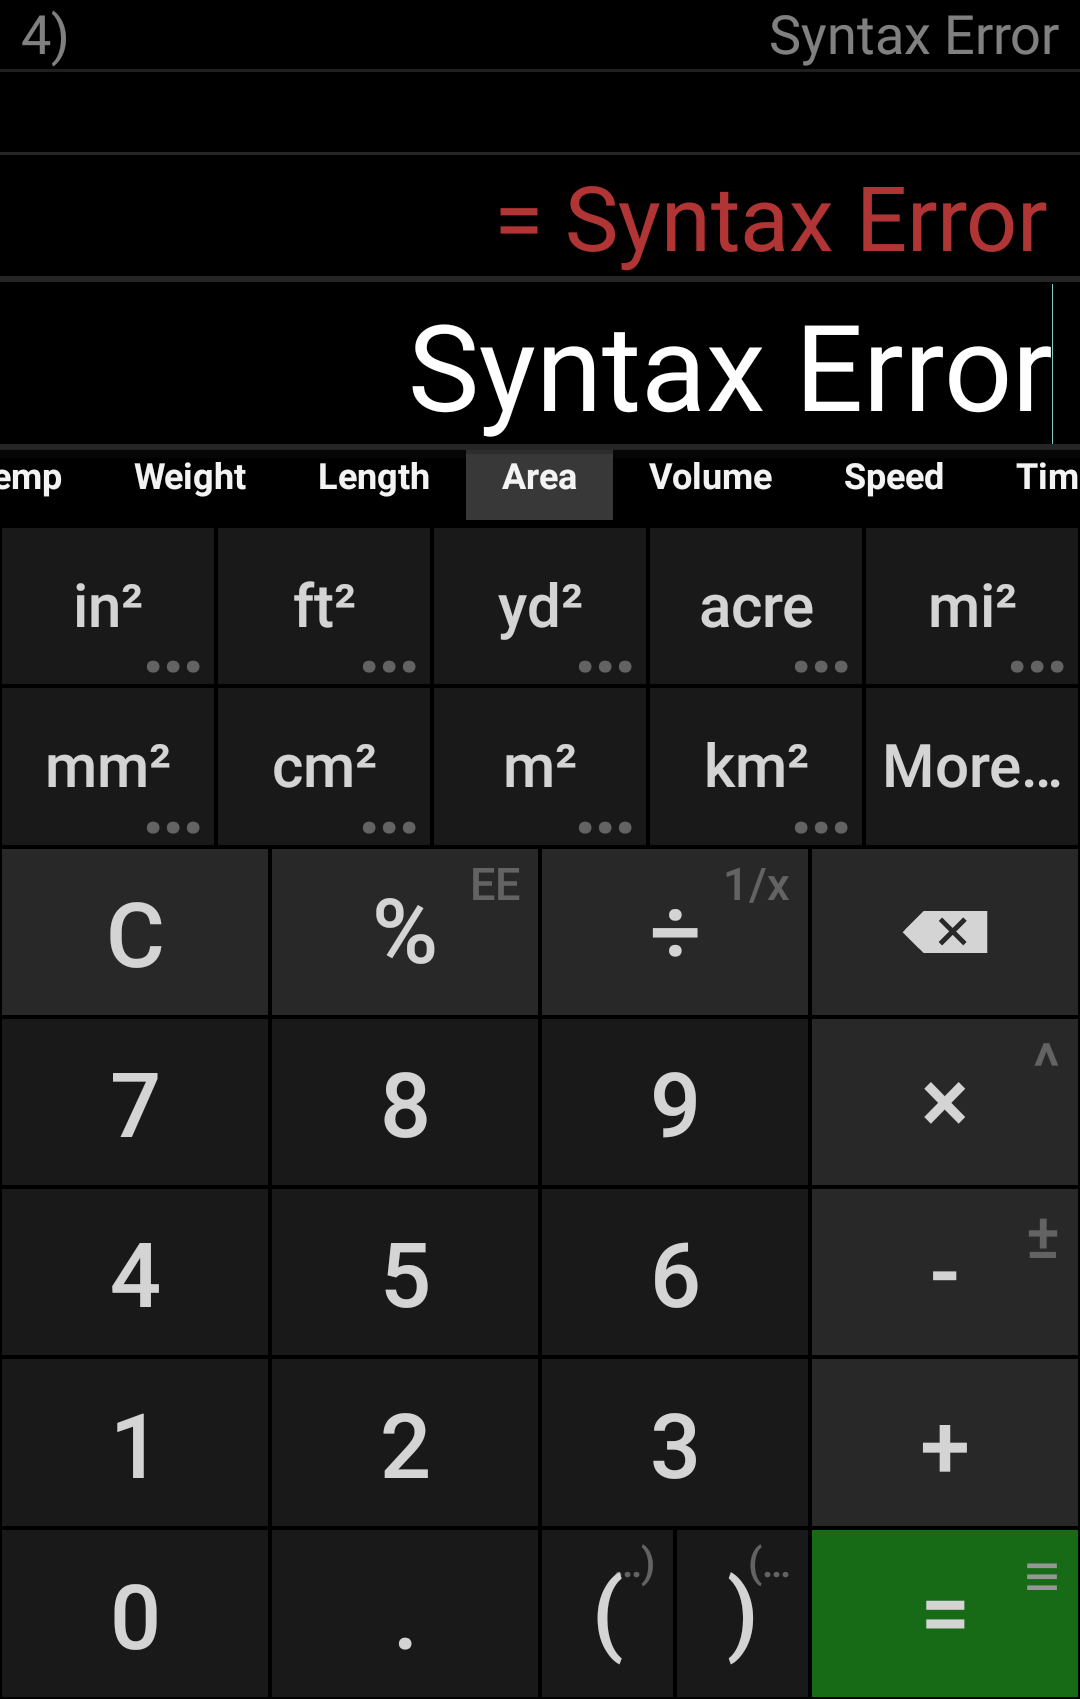 4) Syntax Error
= Syntax Error
Syntax Error
emp Weight Length Area Volume Speed Tim
in² ft² yd² acre mi²
... ... ... ... ...
mm² cm² m² km² More...
... ... ... ...
C % EE ÷ 1/x
7 8 9 × ^
4 5 6 - ±
1 2 3 +
0 . ( ..) ) (... = ≡